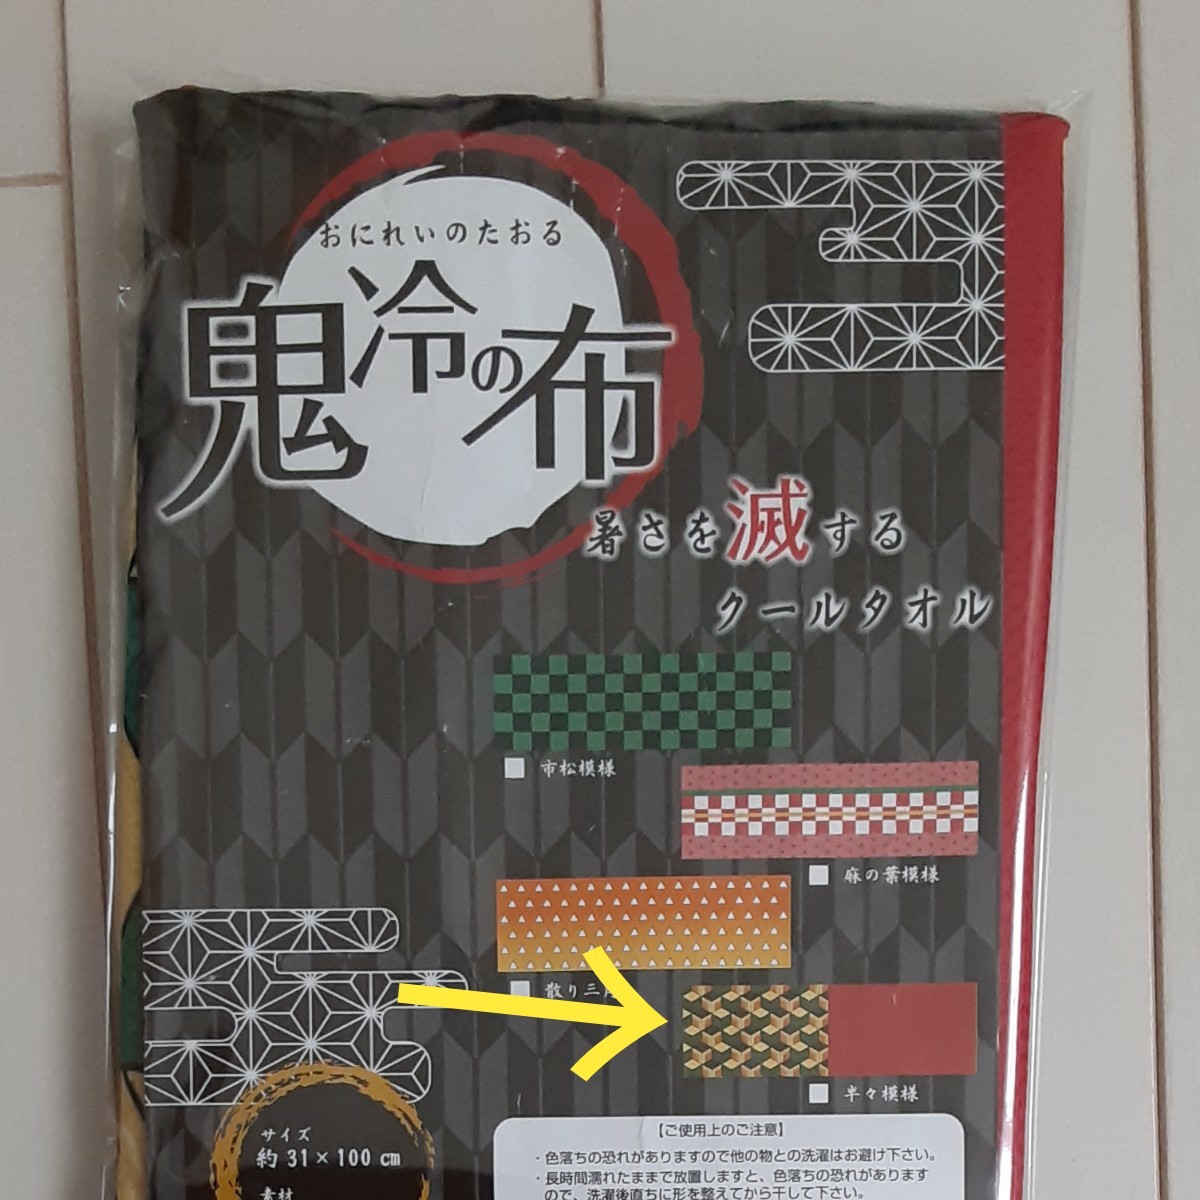 おにれいのたおる
鬼冷の布
暑さを滅する
クールタオル
市松模様
麻の葉模様
散り三
半々模様
サイズ
約 31×100 cm
素材
【ご使用上のご注意】
・色落ちの恐れがありますので他の物との洗濯はお避け下さい。
・長時間濡れたままで放置しますと、色落ちの恐れがあります
ので、洗濯後直ちに形を整えてから干して下さい。